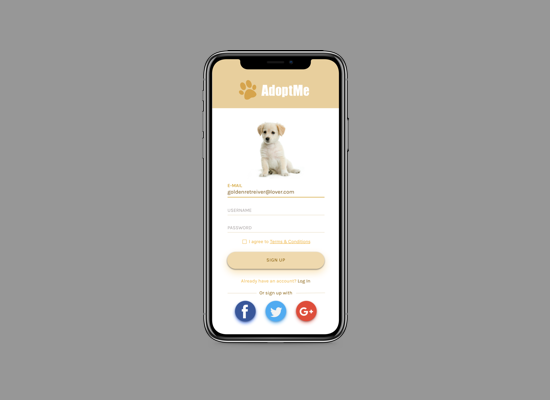 AdoptMe
E-MAIL
goldenretreiver@lover.com
USERNAME
PASSWORD
I agree to Terms & Conditions
SIGN UP
Already have an account? Log in
Or sign up with
f
G+